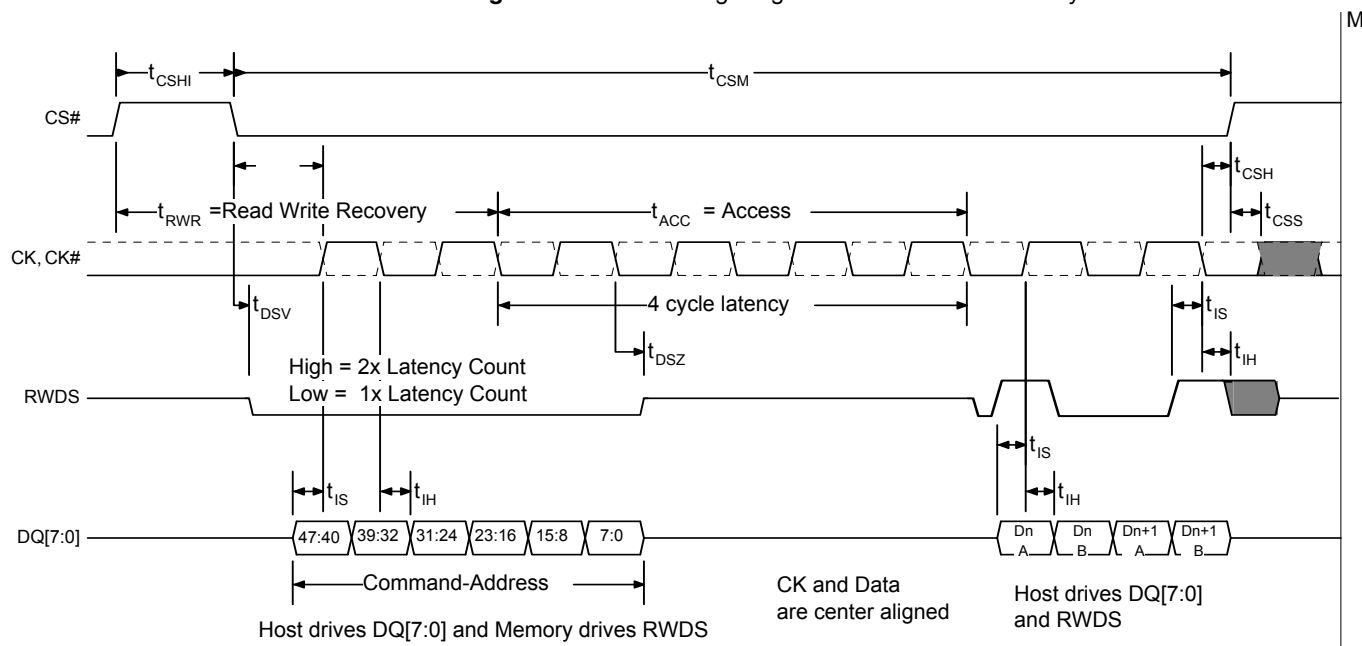 M
tCSHI
tCSM
CS#
tCSH
tRWR =Read Write Recovery
tACC = Access
tCSS
CK, CK#
4 cycle latency
tDSV
tIS
tDSZ
tIH
High = 2x Latency Count
Low = 1x Latency Count
RWDS
tIS
tIS
tIH
tIH
DQ[7:0]
47:40 39:32 31:24 23:16 15:8 7:0
Dn A
Dn B
Dn+1 A
Dn+1 B
Command-Address
CK and Data
are center aligned
Host drives DQ[7:0]
and RWDS
Host drives DQ[7:0] and Memory drives RWDS